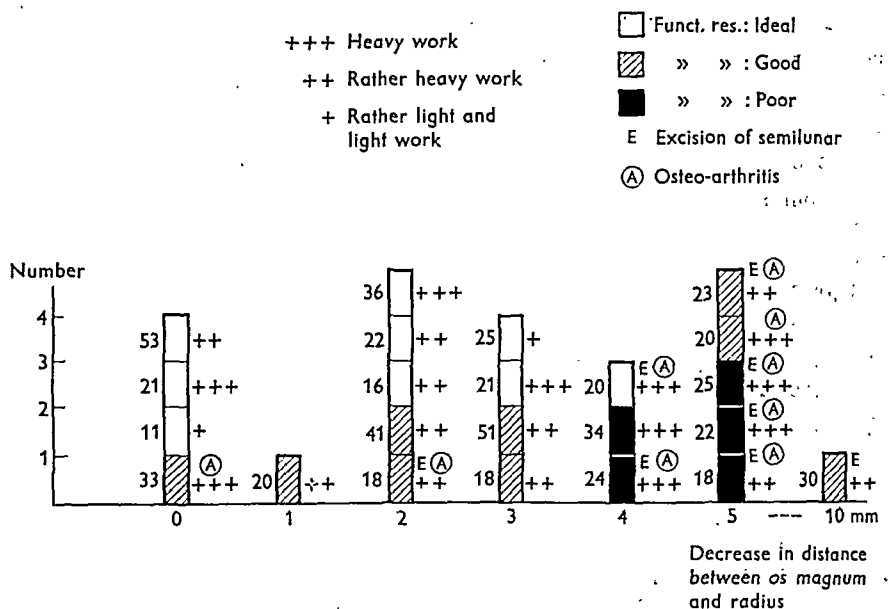 +++ Heavy work
++ Rather heavy work
+ Rather light and
light work
Funct. res.: Ideal
» » : Good
» » : Poor
E Excision of semilunar
Ⓐ Osteo-arthritis
Number
4
3
2
1
53 ++
21 +++
11 +
Ⓐ
33 +++
20 ++
36 +++
22 ++
16 ++
41 ++
E Ⓐ
18 ++
25 +
21 +++
51 ++
18 ++
E Ⓐ
20 +++
34 +++
E Ⓐ
24 +++
E Ⓐ
23 ++
Ⓐ
20 +++
E Ⓐ
25 +++
E Ⓐ
22 +++
E Ⓐ
18 ++
E
30 ++
0 1 2 3 4 5 --- 10 mm
Decrease in distance
between os magnum
and radius